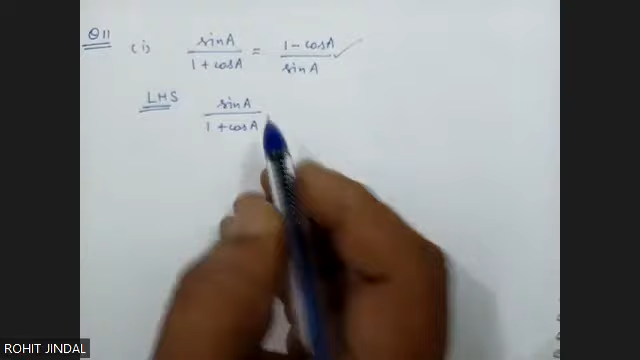 Q11 (i) sinA / 1 + cosA = 1 - cosA / sinA ✓
LHS sinA / 1 + cosA
ROHIT JINDAL